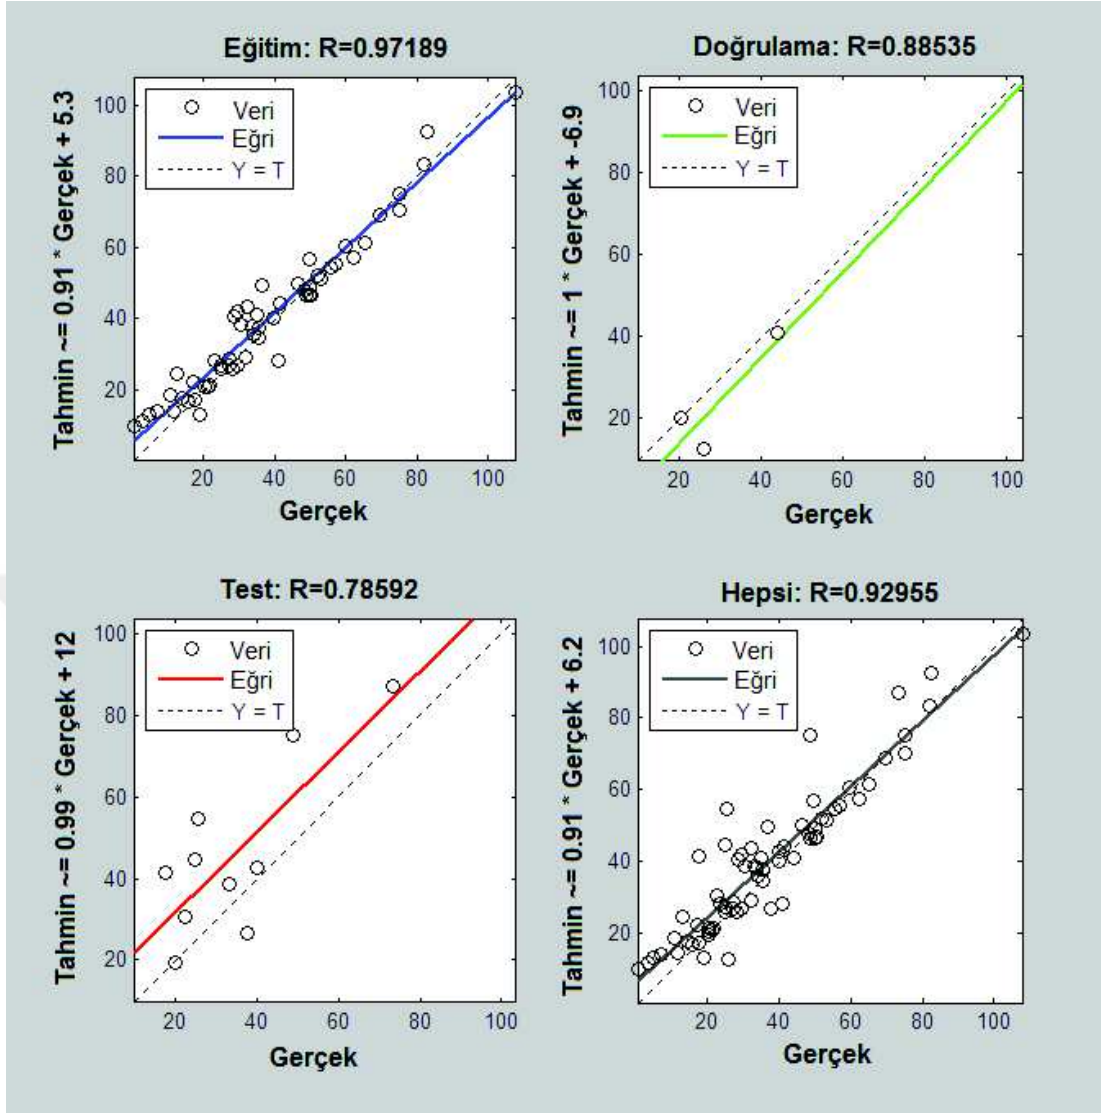 Eğitim: R=0.97189
Tahmin ~= 0.91 * Gerçek + 5.3
Veri
Eğri
Y = T
100
80
60
40
20
20 40 60 80 100
Gerçek
Doğrulama: R=0.88535
Tahmin ~= 1 * Gerçek + -6.9
Veri
Eğri
Y = T
100
80
60
40
20
20 40 60 80 100
Gerçek
Test: R=0.78592
Tahmin ~= 0.99 * Gerçek + 12
Veri
Eğri
Y = T
100
80
60
40
20
20 40 60 80 100
Gerçek
Hepsi: R=0.92955
Tahmin ~= 0.91 * Gerçek + 6.2
Veri
Eğri
Y = T
100
80
60
40
20
20 40 60 80 100
Gerçek